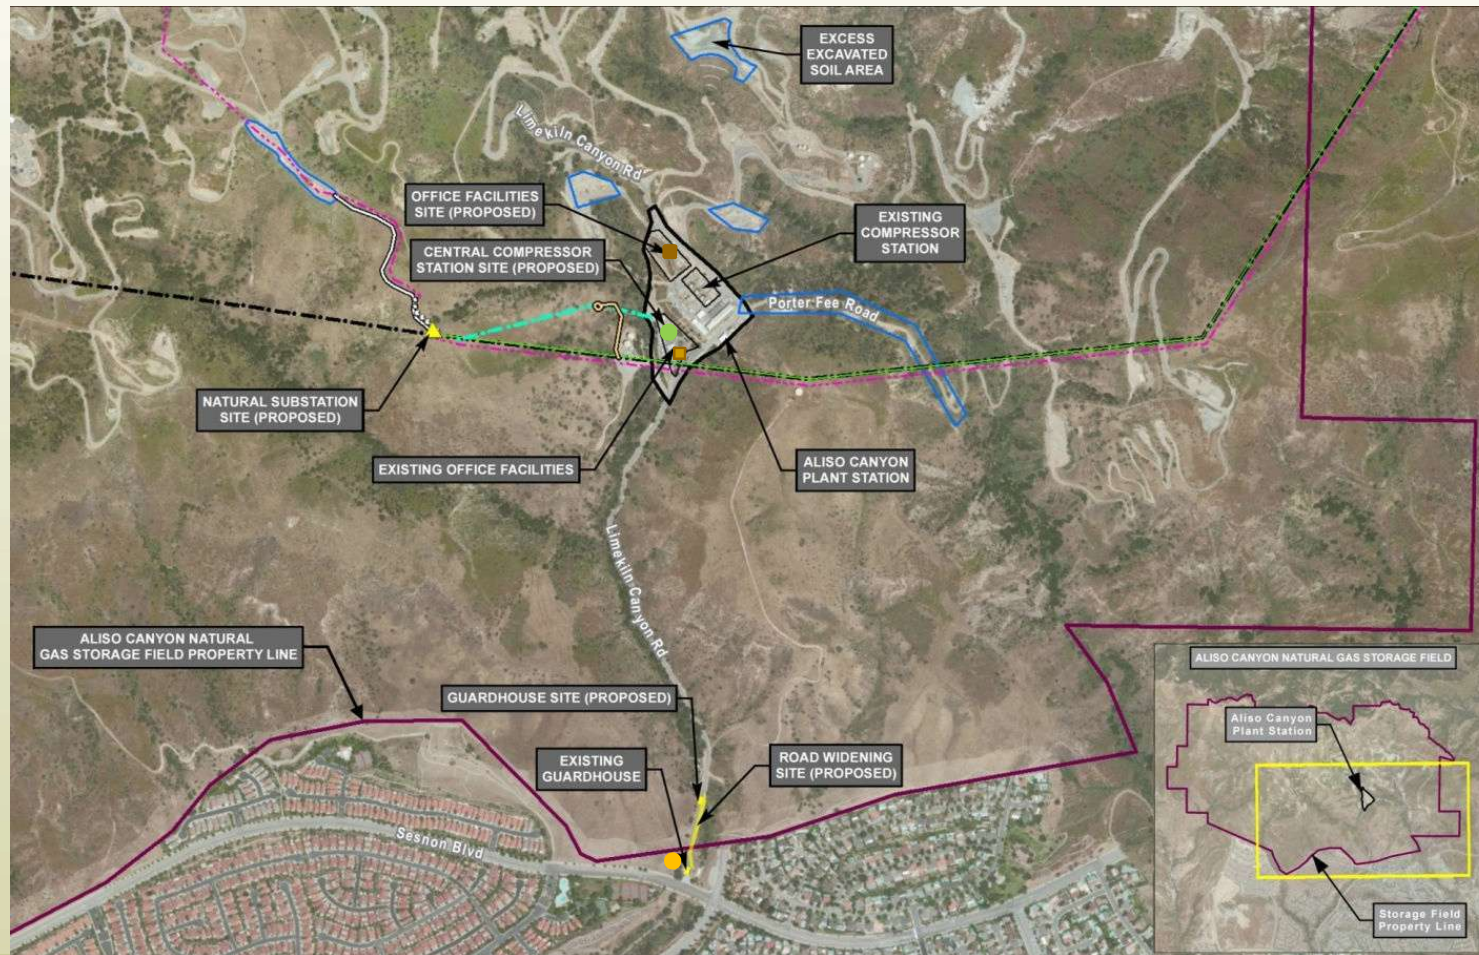 EXCESS
EXCAVATED
SOIL AREA
Limekiln Canyon Rd
OFFICE FACILITIES
SITE (PROPOSED)
EXISTING
COMPRESSOR
STATION
CENTRAL COMPRESSOR
STATION SITE (PROPOSED)
Porter Fee Road
NATURAL SUBSTATION
SITE (PROPOSED)
EXISTING OFFICE FACILITIES
ALISO CANYON
PLANT STATION
Limekiln Canyon Rd
ALISO CANYON NATURAL
GAS STORAGE FIELD PROPERTY LINE
GUARDHOUSE SITE (PROPOSED)
EXISTING
GUARDHOUSE
ROAD WIDENING
SITE (PROPOSED)
Sesnon Blvd
ALISO CANYON NATURAL GAS STORAGE FIELD
Aliso Canyon
Plant Station
Storage Field
Property Line